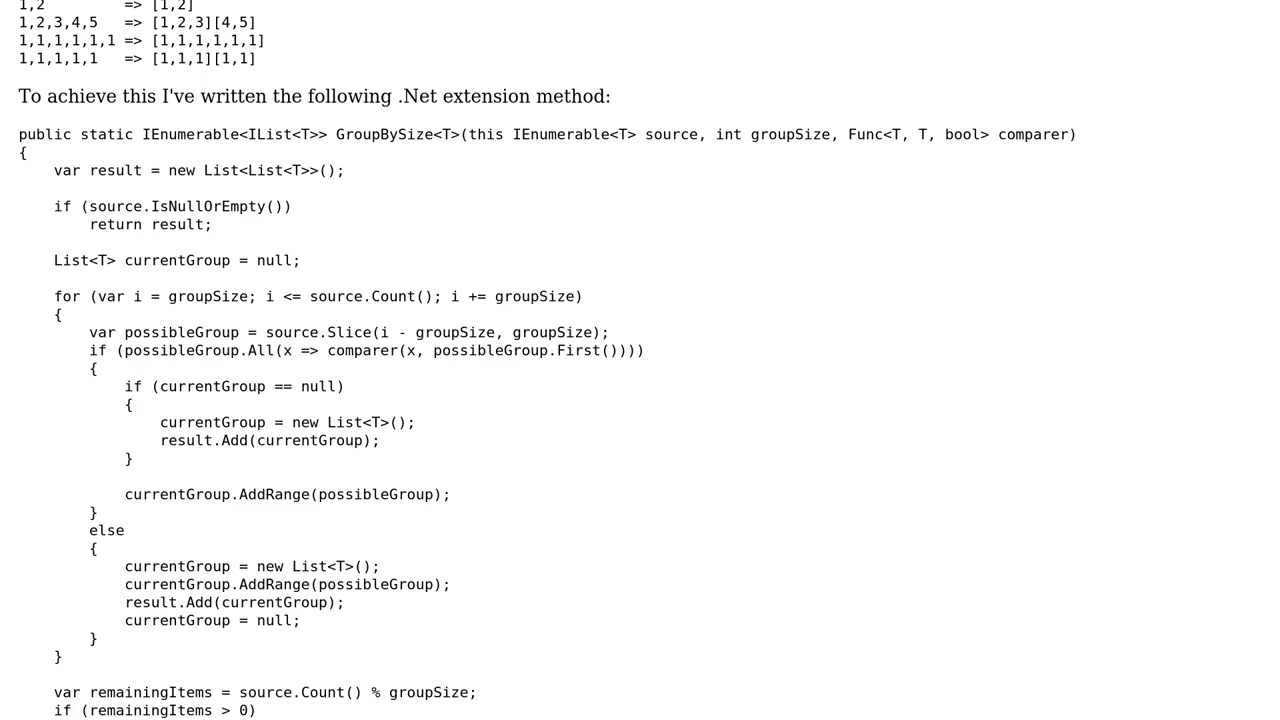 1,2         => [1,2]
1,2,3,4,5   => [1,2,3][4,5]
1,1,1,1,1,1 => [1,1,1,1,1,1]
1,1,1,1,1   => [1,1,1][1,1]
To achieve this I've written the following .Net extension method:
public static IEnumerable<IList<T>> GroupBySize<T>(this IEnumerable<T> source, int groupSize, Func<T, T, bool> comparer)
{
    var result = new List<List<T>>();

    if (source.IsNullOrEmpty())
        return result;

    List<T> currentGroup = null;

    for (var i = groupSize; i <= source.Count(); i += groupSize)
    {
        var possibleGroup = source.Slice(i - groupSize, groupSize);
        if (possibleGroup.All(x => comparer(x, possibleGroup.First())))
        {
            if (currentGroup == null)
            {
                currentGroup = new List<T>();
                result.Add(currentGroup);
            }

            currentGroup.AddRange(possibleGroup);
        }
        else
        {
            currentGroup = new List<T>();
            currentGroup.AddRange(possibleGroup);
            result.Add(currentGroup);
            currentGroup = null;
        }
    }

    var remainingItems = source.Count() % groupSize;
    if (remainingItems > 0)